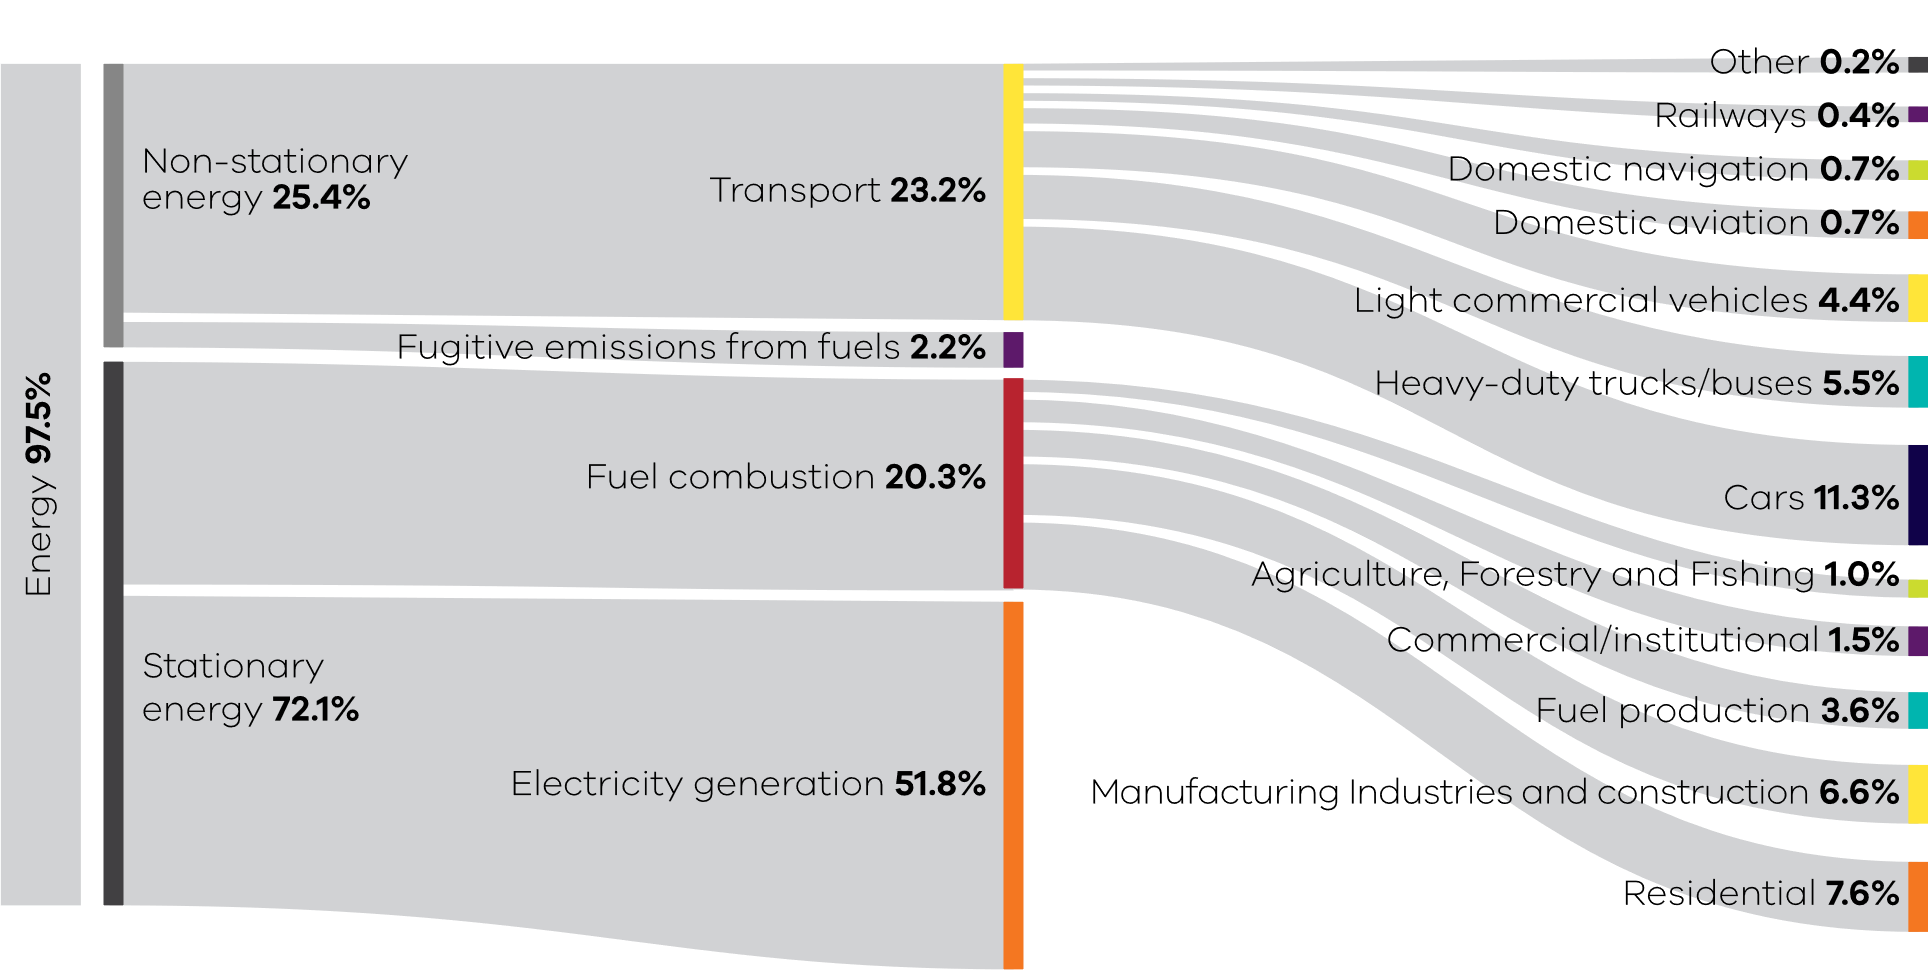 Energy 97.5%
Non-stationary
energy 25.4%
Stationary
energy 72.1%
Transport 23.2%
Fugitive emissions from fuels 2.2%
Fuel combustion 20.3%
Electricity generation 51.8%
Other 0.2%
Railways 0.4%
Domestic navigation 0.7%
Domestic aviation 0.7%
Light commercial vehicles 4.4%
Heavy-duty trucks/buses 5.5%
Cars 11.3%
Agriculture, Forestry and Fishing 1.0%
Commercial/institutional 1.5%
Fuel production 3.6%
Manufacturing Industries and construction 6.6%
Residential 7.6%